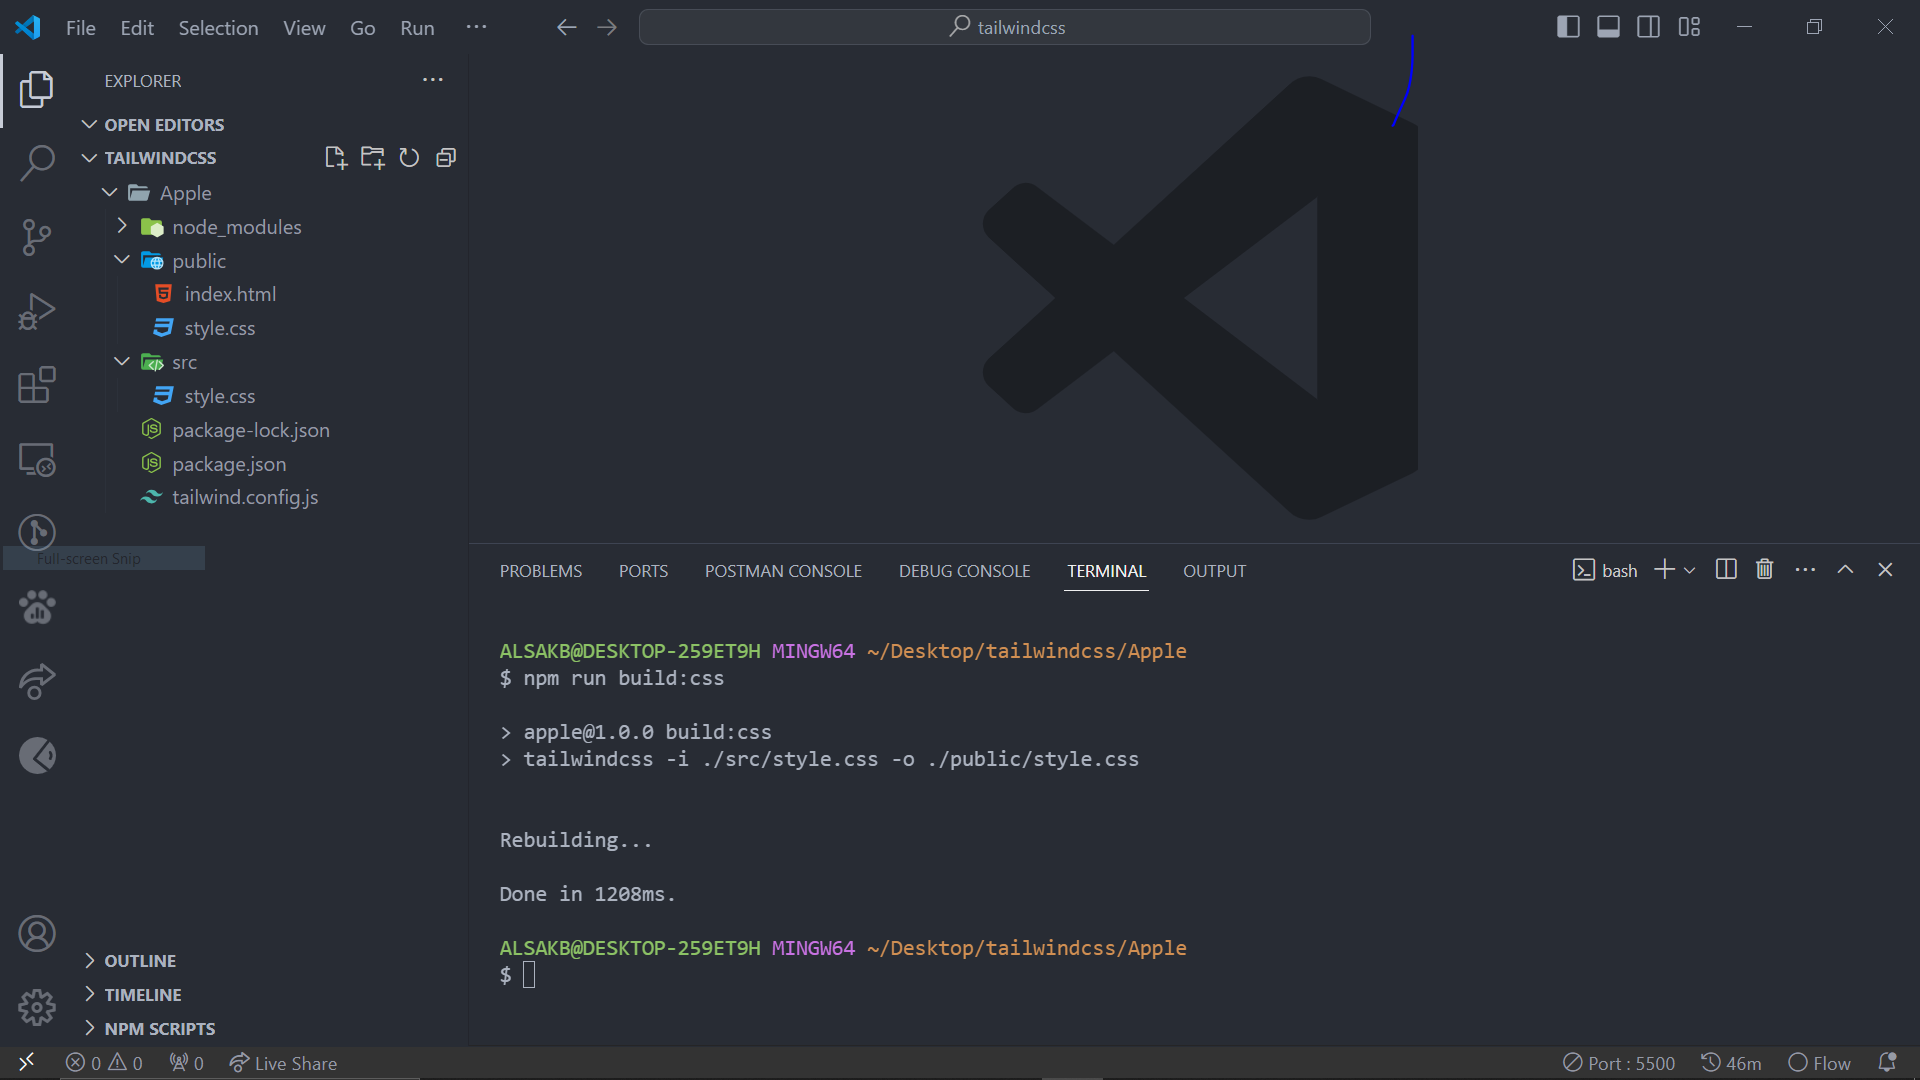 File Edit Selection View Go Run ···
tailwindcss
EXPLORER
OPEN EDITORS
TAILWINDCSS
Apple
node_modules
public
index.html
style.css
src
style.css
package-lock.json
package.json
tailwind.config.js
Full-screen Snip
OUTLINE
TIMELINE
NPM SCRIPTS
PROBLEMS PORTS POSTMAN CONSOLE DEBUG CONSOLE TERMINAL OUTPUT
bash
ALSAKB@DESKTOP-259ET9H MINGW64 ~/Desktop/tailwindcss/Apple
$ npm run build:css
> apple@1.0.0 build:css
> tailwindcss -i ./src/style.css -o ./public/style.css
Rebuilding...
Done in 1208ms.
ALSAKB@DESKTOP-259ET9H MINGW64 ~/Desktop/tailwindcss/Apple
$
0 0 0 Live Share
Port : 5500 46m Flow